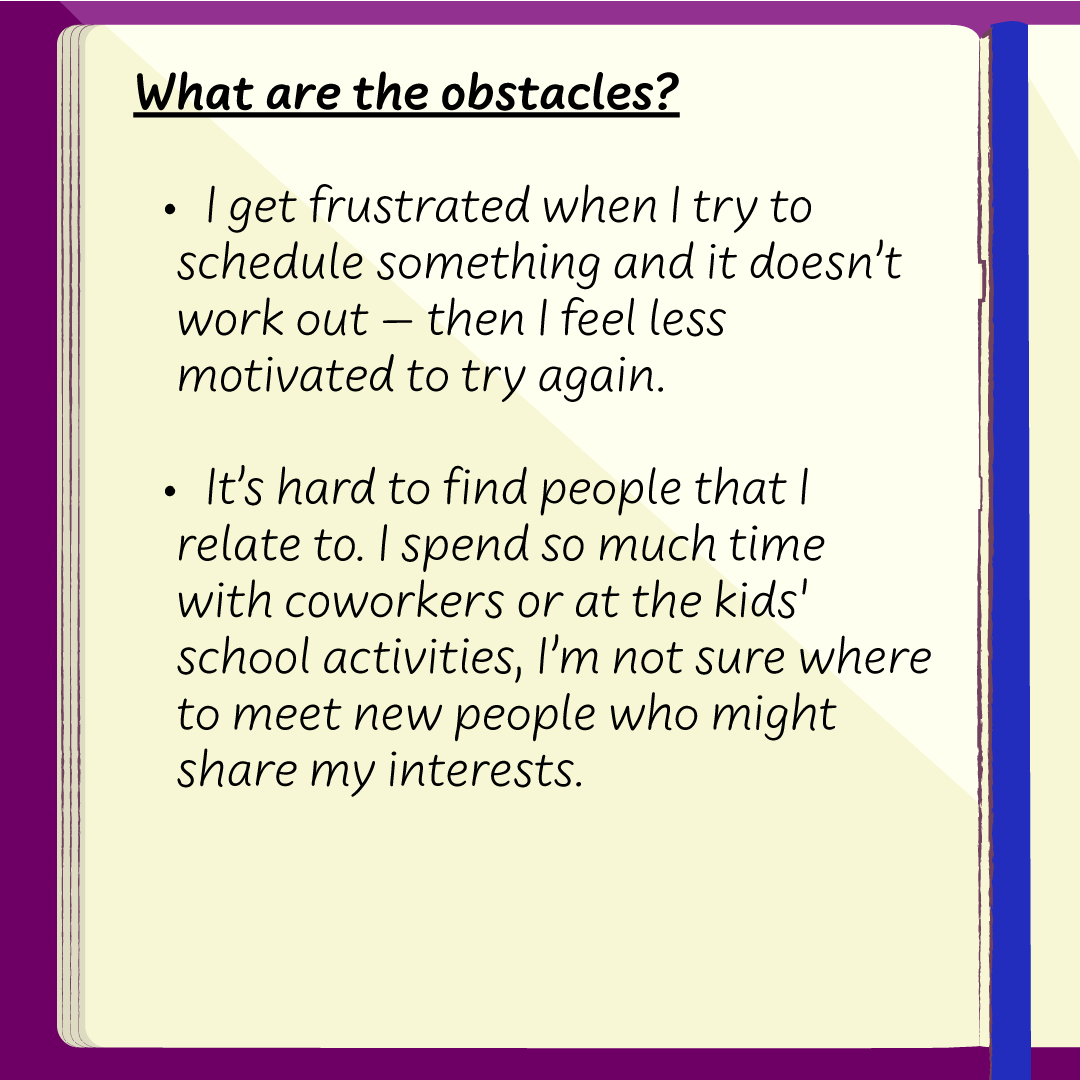 What are the obstacles?
• I get frustrated when I try to
schedule something and it doesn’t
work out – then I feel less
motivated to try again.
• It’s hard to find people that I
relate to. I spend so much time
with coworkers or at the kids'
school activities, I’m not sure where
to meet new people who might
share my interests.